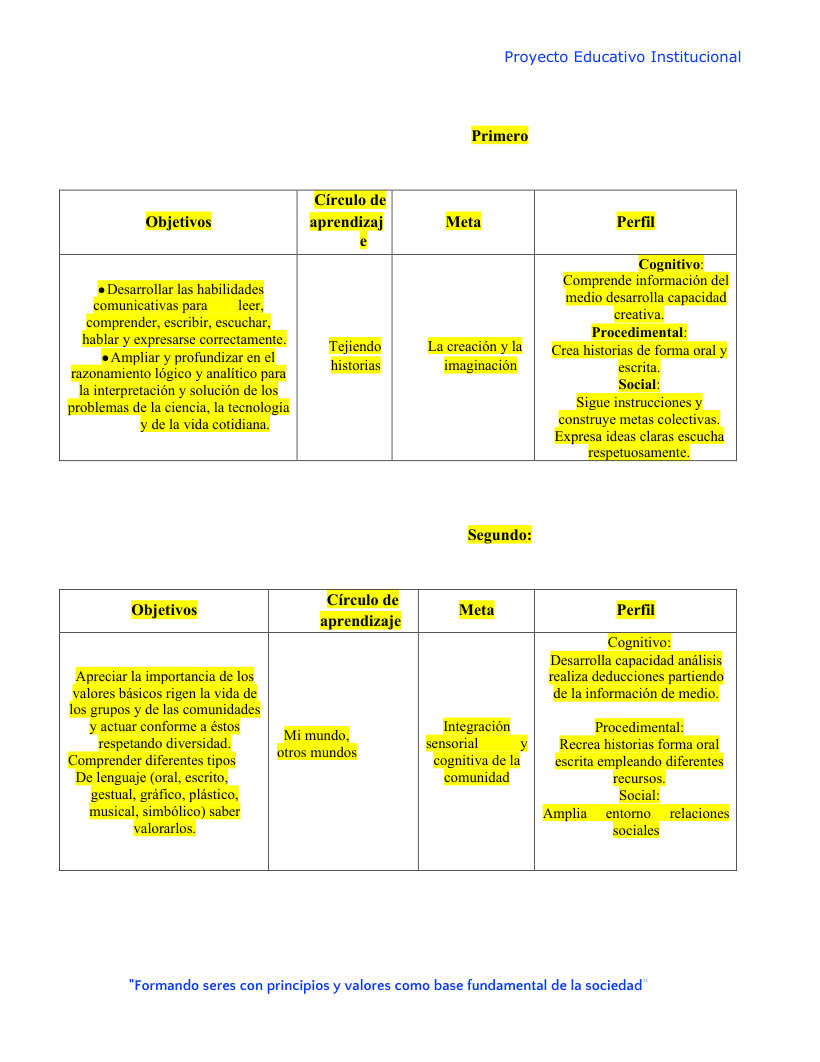 Proyecto Educativo Institucional
Primero
Objetivos
Círculo de
aprendizaj
e
Meta
Perfil
● Desarrollar las habilidades
comunicativas para leer,
comprender, escribir, escuchar,
hablar y expresarse correctamente.
● Ampliar y profundizar en el
razonamiento lógico y analítico para
la interpretación y solución de los
problemas de la ciencia, la tecnología
y de la vida cotidiana.
Tejiendo
historias
La creación y la
imaginación
Cognitivo:
Comprende información del
medio desarrolla capacidad
creativa.
Procedimental:
Crea historias de forma oral y
escrita.
Social:
Sigue instrucciones y
construye metas colectivas.
Expresa ideas claras escucha
respetuosamente.
Segundo:
Objetivos
Círculo de
aprendizaje
Meta
Perfil
Apreciar la importancia de los
valores básicos rigen la vida de
los grupos y de las comunidades
y actuar conforme a éstos
respetando diversidad.
Comprender diferentes tipos
De lenguaje (oral, escrito,
gestual, gráfico, plástico,
musical, simbólico) saber
valorarlos.
Mi mundo,
otros mundos
Integración
sensorial y
cognitiva de la
comunidad
Cognitivo:
Desarrolla capacidad análisis
realiza deducciones partiendo
de la información de medio.
Procedimental:
Recrea historias forma oral
escrita empleando diferentes
recursos.
Social:
Amplia entorno relaciones
sociales
"Formando seres con principios y valores como base fundamental de la sociedad"